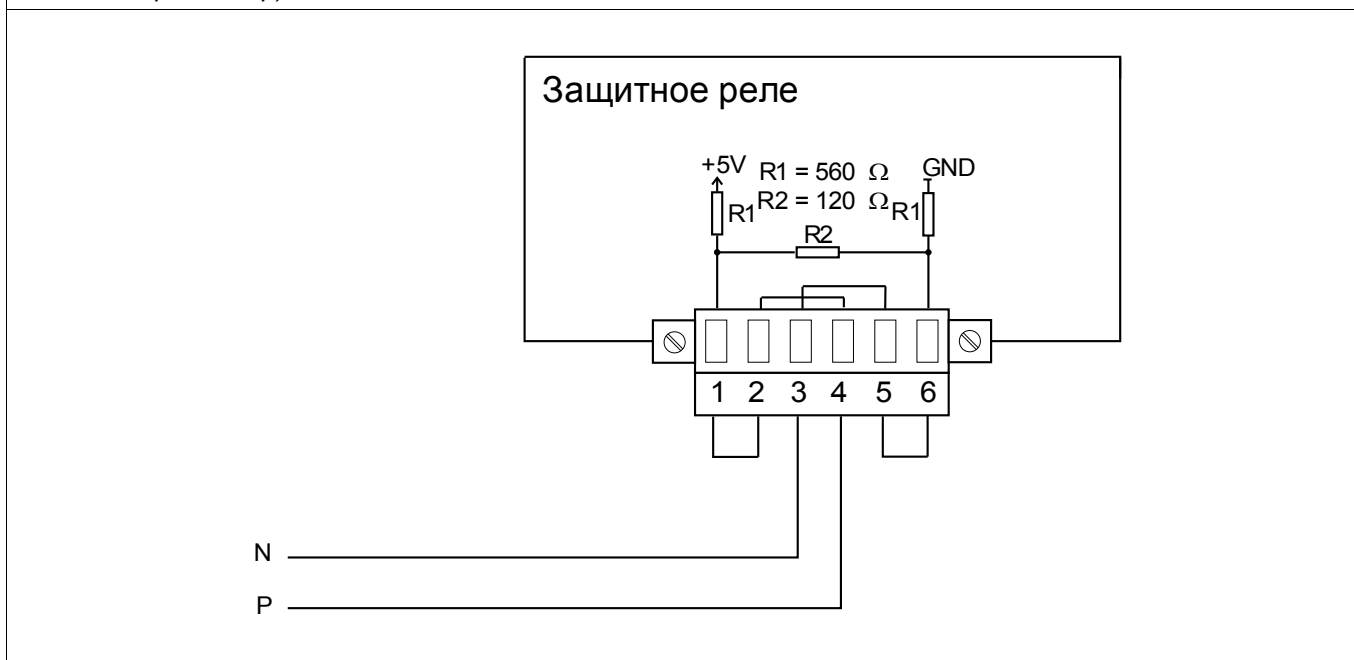 Защитное реле
+5V R1 = 560 Ω GND
R1 R2 = 120 Ω R1
R2
1 2 3 4 5 6
N
P